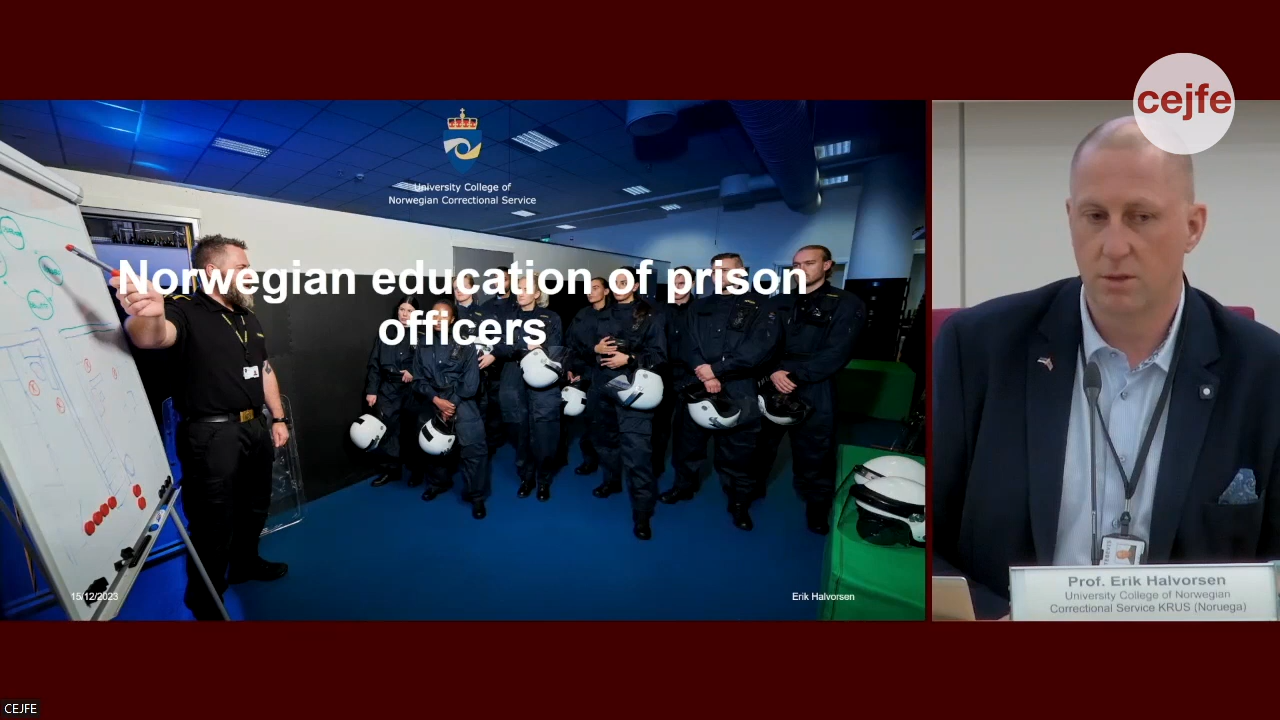 cejfe
University College of
Norwegian Correctional Service
Norwegian education of prison
officers
15/12/2023
Erik Halvorsen
Prof. Erik Halvorsen
University College of Norwegian
Correctional Service KRUS (Noruega)
CEJFE